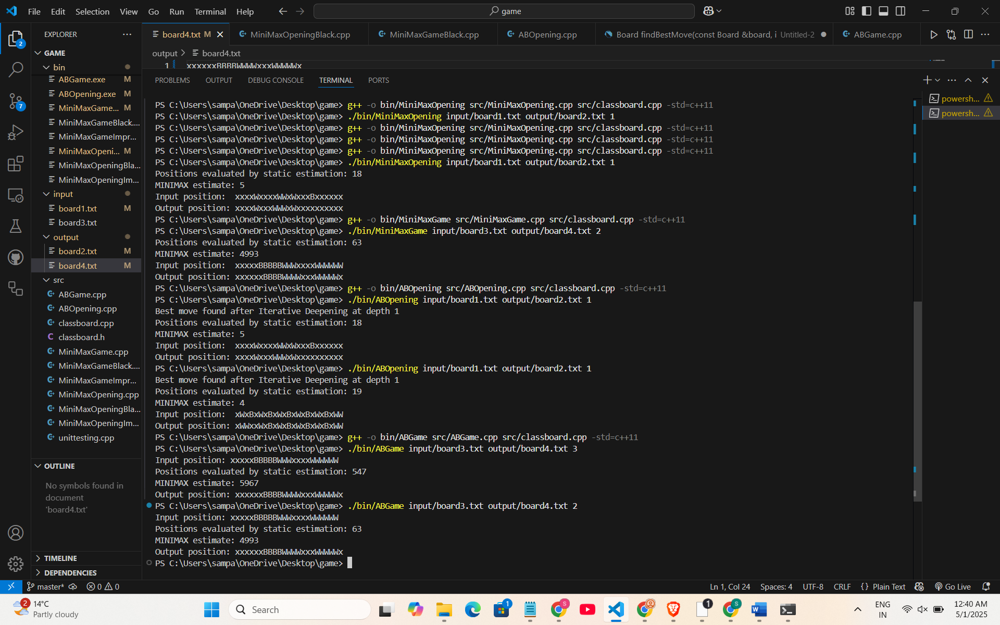 File Edit Selection View Go Run Terminal Help
game
EXPLORER
GAME
bin
ABGame.exe M
ABOpening.exe M
MiniMaxGame... M
MiniMaxGameBlack....
MiniMaxGameImpr...
MiniMaxOpeni... M
MiniMaxOpeningBla...
MiniMaxOpeningIm...
input
board1.txt M
board3.txt
output
board2.txt M
board4.txt M
src
ABGame.cpp
ABOpening.cpp
classboard.cpp
classboard.h
MiniMaxGame.cpp
MiniMaxGameBlack....
MiniMaxGameImpr...
MiniMaxOpening.cpp
MiniMaxOpeningBla...
MiniMaxOpeningIm...
unittesting.cpp
OUTLINE
No symbols found in
document
'board4.txt'
TIMELINE
DEPENDENCIES
2
7
board4.txt M
MiniMaxOpeningBlack.cpp
MiniMaxGameBlack.cpp
ABOpening.cpp
Board findBestMove(const Board &board, i Untitled-2
ABGame.cpp
output > board4.txt
1 xxxxxxBBBBWWWWxxxWWWWWx
PROBLEMS OUTPUT DEBUG CONSOLE TERMINAL PORTS
powersh...
powersh...
PS C:\Users\sampa\OneDrive\Desktop\game> g++ -o bin/MiniMaxOpening src/MiniMaxOpening.cpp src/classboard.cpp -std=c++11
PS C:\Users\sampa\OneDrive\Desktop\game> ./bin/MiniMaxOpening input/board1.txt output/board2.txt 1
PS C:\Users\sampa\OneDrive\Desktop\game> g++ -o bin/MiniMaxOpening src/MiniMaxOpening.cpp src/classboard.cpp -std=c++11
PS C:\Users\sampa\OneDrive\Desktop\game> g++ -o bin/MiniMaxOpening src/MiniMaxOpening.cpp src/classboard.cpp -std=c++11
PS C:\Users\sampa\OneDrive\Desktop\game> g++ -o bin/MiniMaxOpening src/MiniMaxOpening.cpp src/classboard.cpp -std=c++11
PS C:\Users\sampa\OneDrive\Desktop\game> ./bin/MiniMaxOpening input/board1.txt output/board2.txt 1
Positions evaluated by static estimation: 18
MINIMAX estimate: 5
Input position:  xxxxWxxxxWWxWxxxBxxxxxx
Output position: xxxxWxxxWWWxWxxxxxxxxxx
PS C:\Users\sampa\OneDrive\Desktop\game> g++ -o bin/MiniMaxGame src/MiniMaxGame.cpp src/classboard.cpp -std=c++11
PS C:\Users\sampa\OneDrive\Desktop\game> ./bin/MiniMaxGame input/board3.txt output/board4.txt 2
Positions evaluated by static estimation: 63
MINIMAX estimate: 4993
Input position:  xxxxxBBBBBWWWxxxxWWWWWW
Output position: xxxxxxBBBBWWWWxxxWWWWWx
PS C:\Users\sampa\OneDrive\Desktop\game> g++ -o bin/ABOpening src/ABOpening.cpp src/classboard.cpp -std=c++11
PS C:\Users\sampa\OneDrive\Desktop\game> ./bin/ABOpening input/board1.txt output/board2.txt 1
Best move found after Iterative Deepening at depth 1
Positions evaluated by static estimation: 18
MINIMAX estimate: 5
Input position:  xxxxWxxxxWWxWxxxBxxxxxx
Output position: xxxxWxxxWWWxWxxxxxxxxxx
PS C:\Users\sampa\OneDrive\Desktop\game> ./bin/ABOpening input/board1.txt output/board2.txt 1
Best move found after Iterative Deepening at depth 1
Positions evaluated by static estimation: 19
MINIMAX estimate: 4
Input position:  xWxBxWxBxWxBxWxBxWxBxWW
Output position: xWWxxWxBxWxBxWxBxWxBxWW
PS C:\Users\sampa\OneDrive\Desktop\game> g++ -o bin/ABGame src/ABGame.cpp src/classboard.cpp -std=c++11
PS C:\Users\sampa\OneDrive\Desktop\game> ./bin/ABGame input/board3.txt output/board4.txt 3
Input position: xxxxxBBBBBWWWxxxxWWWWWW
Positions evaluated by static estimation: 547
MINIMAX estimate: 5967
Output position: xxxxxxBBBBWWWWxxxWWWWWx
PS C:\Users\sampa\OneDrive\Desktop\game> ./bin/ABGame input/board3.txt output/board4.txt 2
Input position: xxxxxBBBBBWWWxxxxWWWWWW
Positions evaluated by static estimation: 63
MINIMAX estimate: 4993
Output position: xxxxxxBBBBWWWWxxxWWWWWx
PS C:\Users\sampa\OneDrive\Desktop\game>
master* 0 0
Ln 1, Col 24 Spaces: 4 UTF-8 CRLF {} Plain Text Go Live
2 14°C
Partly cloudy
Search
1
S
1
S
ENG
IN
12:40 AM
5/1/2025